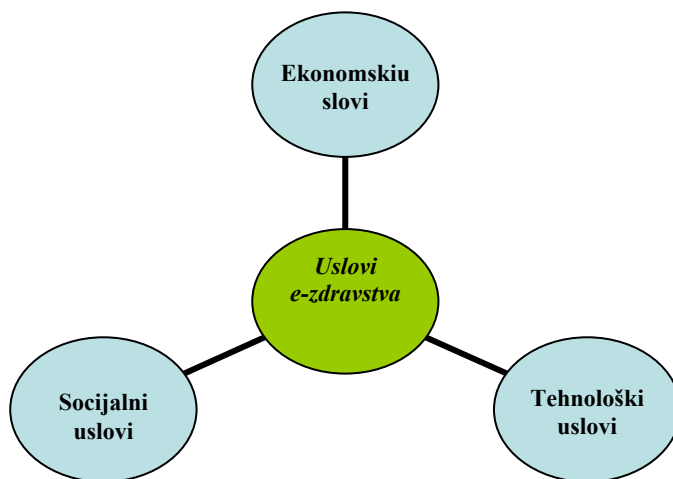 Ekonomskiu
slovi
Uslovi
e-zdravstva
Socijalni
uslovi
Tehnološki
uslovi